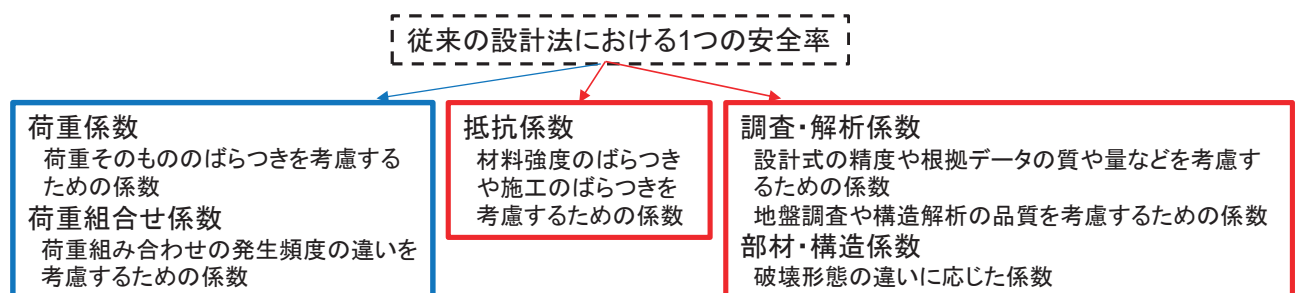 従来の設計法における1つの安全率
荷重係数
荷重そのもののばらつきを考慮する
ための係数
荷重組合せ係数
荷重組み合わせの発生頻度の違いを
考慮するための係数
抵抗係数
材料強度のばらつき
や施工のばらつきを
考慮するための係数
調査・解析係数
設計式の精度や根拠データの質や量などを考慮す
るための係数
地盤調査や構造解析の品質を考慮するための係数
部材・構造係数
破壊形態の違いに応じた係数